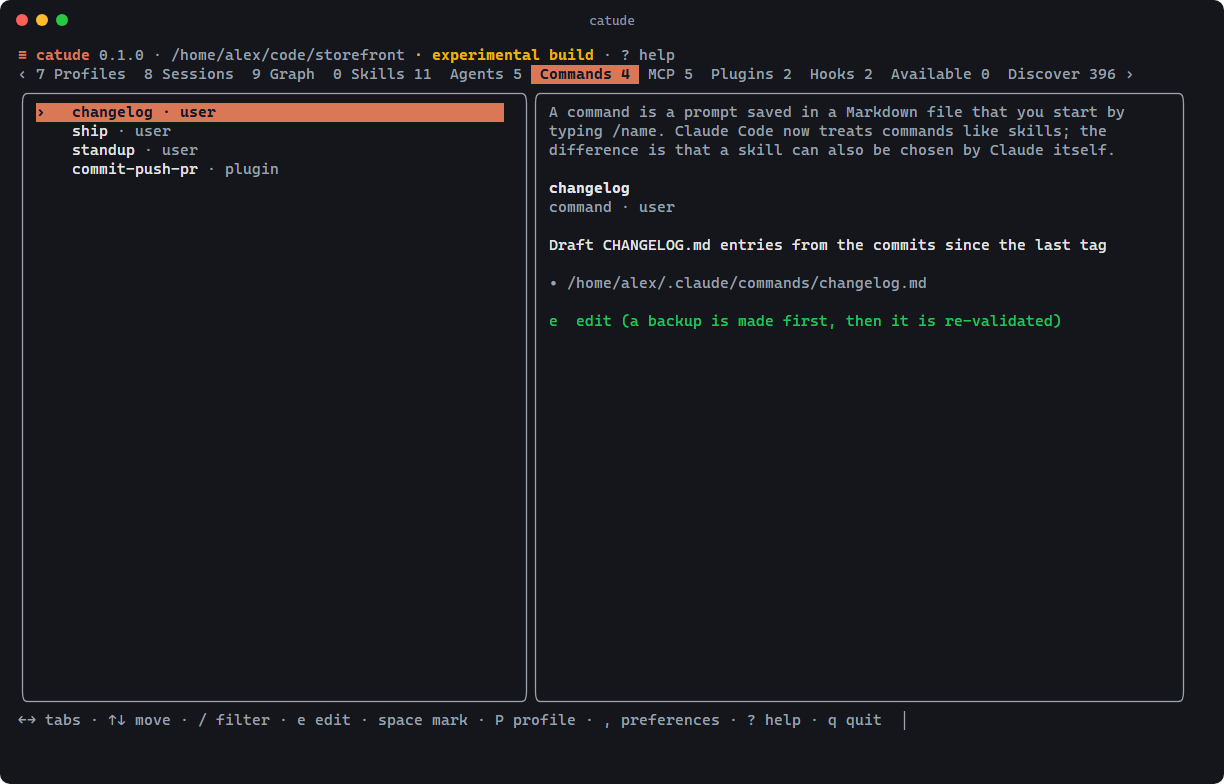 catude
≡ catude 0.1.0 · /home/alex/code/storefront · experimental build · ? help
‹ 7 Profiles 8 Sessions 9 Graph 0 Skills 11 Agents 5 Commands 4 MCP 5 Plugins 2 Hooks 2 Available 0 Discover 396 ›
› changelog · user
ship · user
standup · user
commit-push-pr · plugin
A command is a prompt saved in a Markdown file that you start by
typing /name. Claude Code now treats commands like skills; the
difference is that a skill can also be chosen by Claude itself.
changelog
command · user
Draft CHANGELOG.md entries from the commits since the last tag
• /home/alex/.claude/commands/changelog.md
e edit (a backup is made first, then it is re-validated)
←→ tabs · ↑↓ move · / filter · e edit · space mark · P profile · , preferences · ? help · q quit